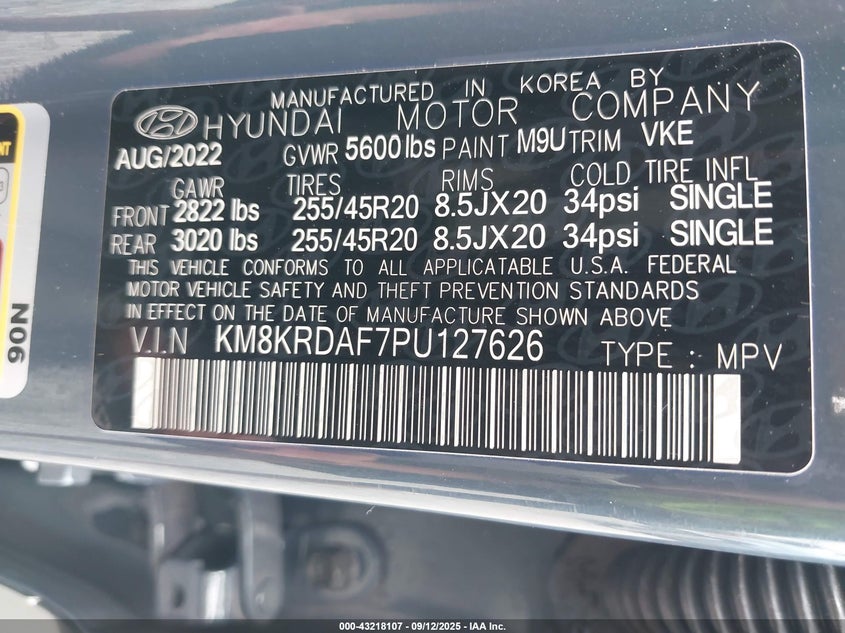 MANUFACTURED IN KOREA BY
HYUNDAI MOTOR COMPANY
AUG/2022 GVWR 5600 lbs PAINT M9U TRIM VKE
GAWR TIRES RIMS COLD TIRE INFL
FRONT 2822 lbs 255/45R20 8.5JX20 34psi SINGLE
REAR 3020 lbs 255/45R20 8.5JX20 34psi SINGLE
THIS VEHICLE CONFORMS TO ALL APPLICATABLE U.S.A. FEDERAL
MOTOR VEHICLE SAFETY AND THEFT PREVENTION STANDARDS
IN EFFECT ON THE DATE OF MANUFACTURE SHOWN ABOVE
V.I.N KM8KRDAF7PU127626 TYPE : MPV
N06
000-43218107 - 09/12/2025 - IAA Inc.